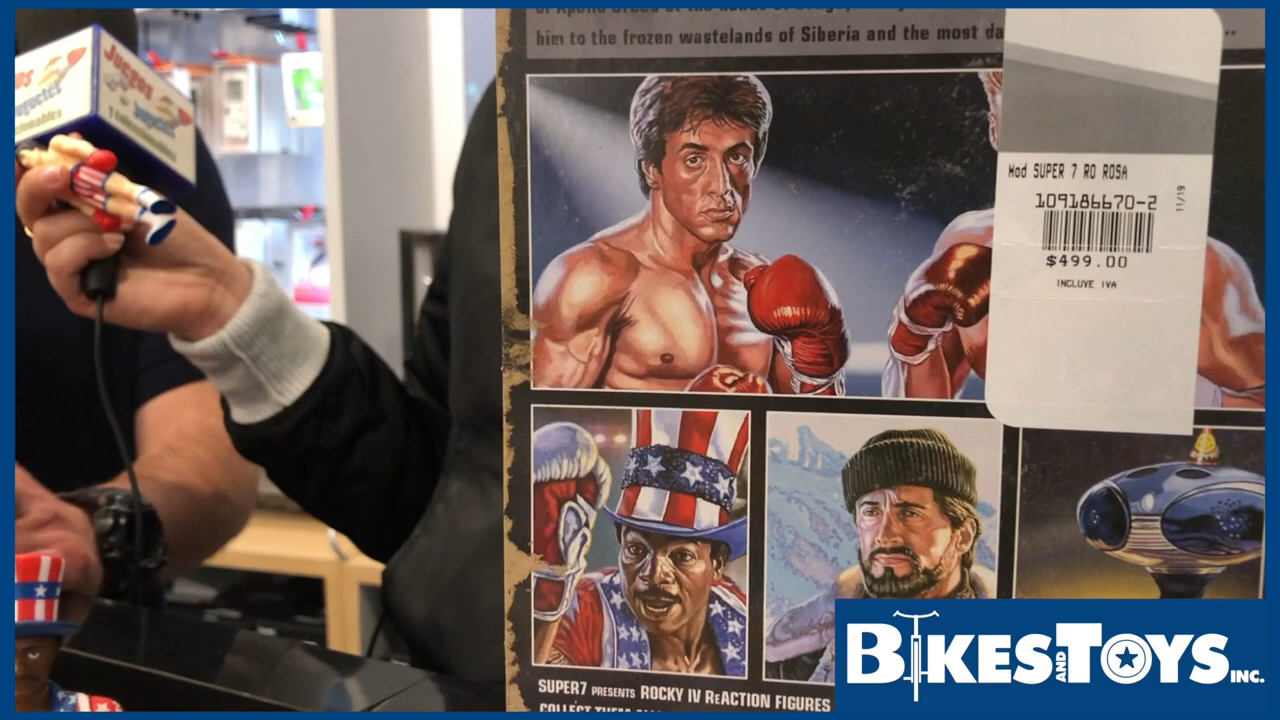 him to the frozen wastelands of Siberia and the most da
Mod SUPER 7 RO ROSA
109186670-2
11/19
$499.00
INCLUYE IVA
JUEGOS
Juguetes
Y Coleccionables
SUPER7 PRESENTS ROCKY IV REACTION FIGURES
BIKES AND TOYS INC.